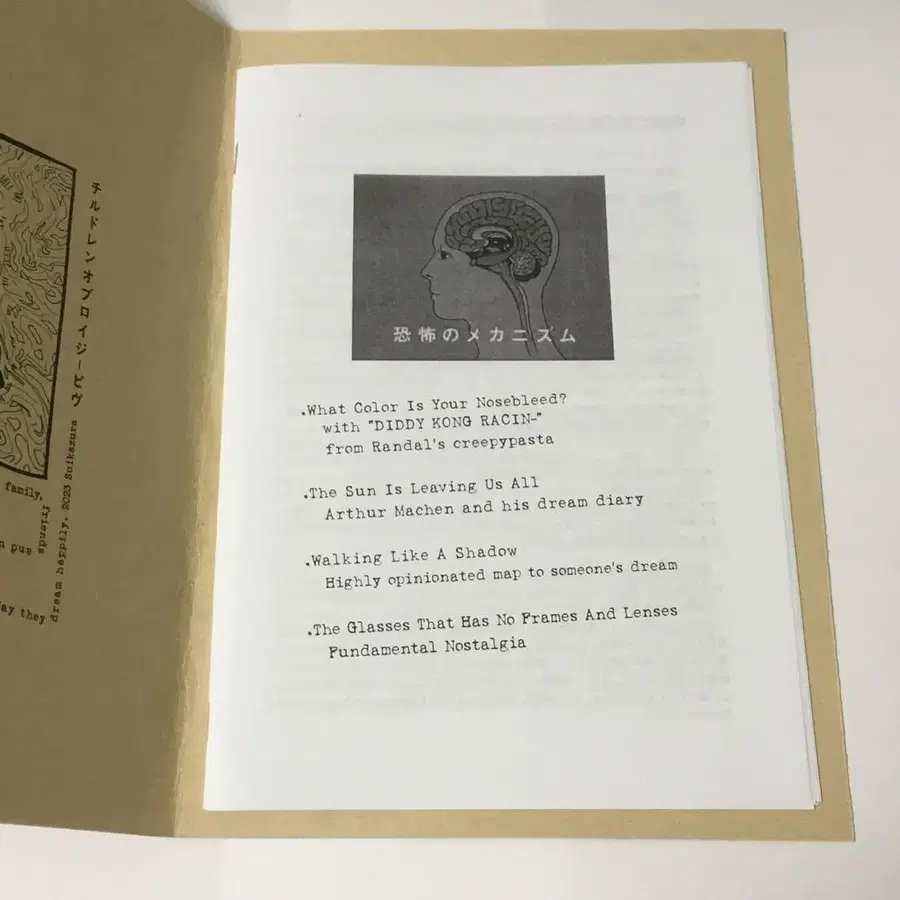 チルドレンオブロイジーピヴ
dream happily. 2023 Suikazura
family,
friends
ay they
恐怖のメカニズム
.What Color Is Your Nosebleed?
with "DIDDY KONG RACIN-"
from Randal's creepypasta
.The Sun Is Leaving Us All
Arthur Machen and his dream diary
.Walking Like A Shadow
Highly opinionated map to someone's dream
.The Glasses That Has No Frames And Lenses
Fundamental Nostalgia